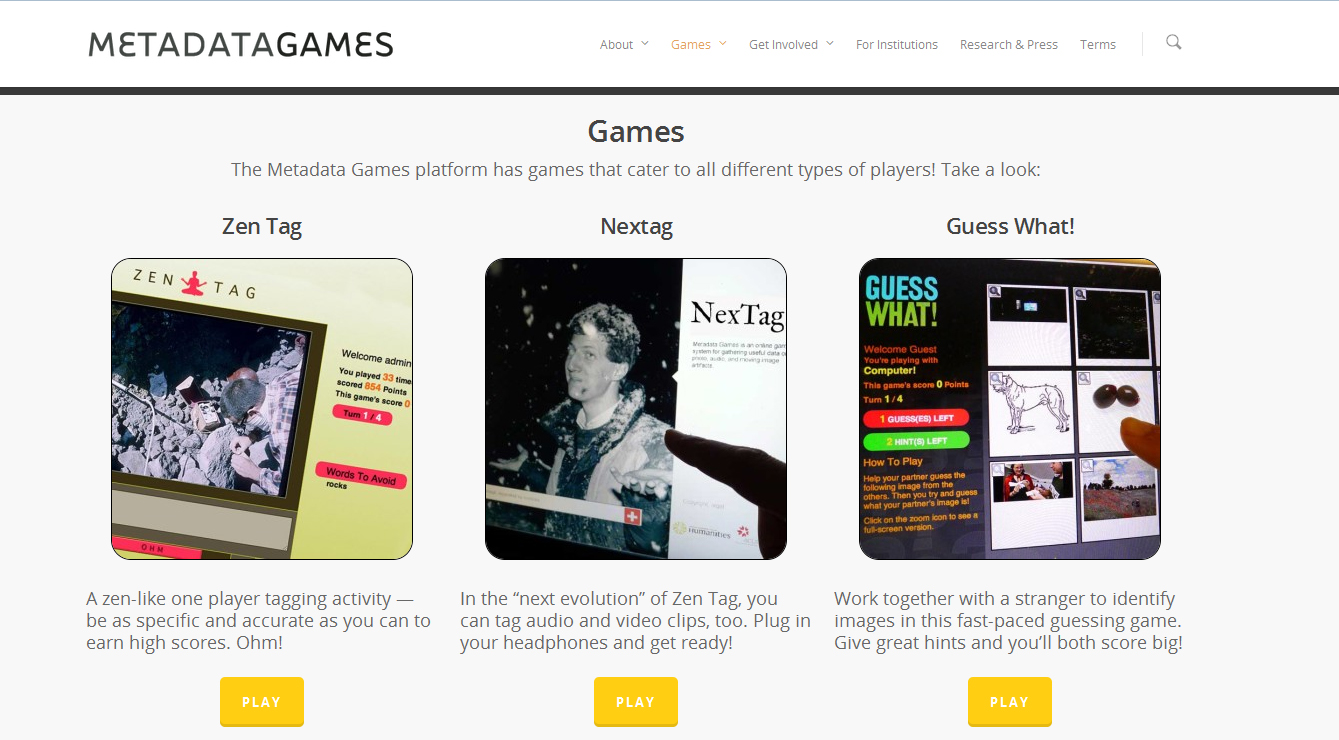 METADATAGAMES
About
Games
Get Involved
For Institutions
Research & Press
Terms
Games
The Metadata Games platform has games that cater to all different types of players! Take a look:
Zen Tag
Nextag
Guess What!
ZEN TAG
Welcome admin
You played 33 time
scored 854 Points
This game's score 0
Turn 1 / 4
Words To Avoid
rocks
OHM
NexTag
Metadata Games is an online gam
system for gathering useful data o
photo, audio, and moving image
artifacts.
humanities
GUESS
WHAT!
Welcome Guest
You're playing with
Computer!
This game's score 0 Points
Turn 1 / 4
1 GUESS(ES) LEFT
2 HINT(S) LEFT
How To Play
Help your partner guess the
following image from the
others. Then you try and guess
what your partner's image is!
Click on the zoom icon to see a
full-screen version.
A zen-like one player tagging activity —
be as specific and accurate as you can to
earn high scores. Ohm!
In the “next evolution” of Zen Tag, you
can tag audio and video clips, too. Plug in
your headphones and get ready!
Work together with a stranger to identify
images in this fast-paced guessing game.
Give great hints and you’ll both score big!
PLAY
PLAY
PLAY